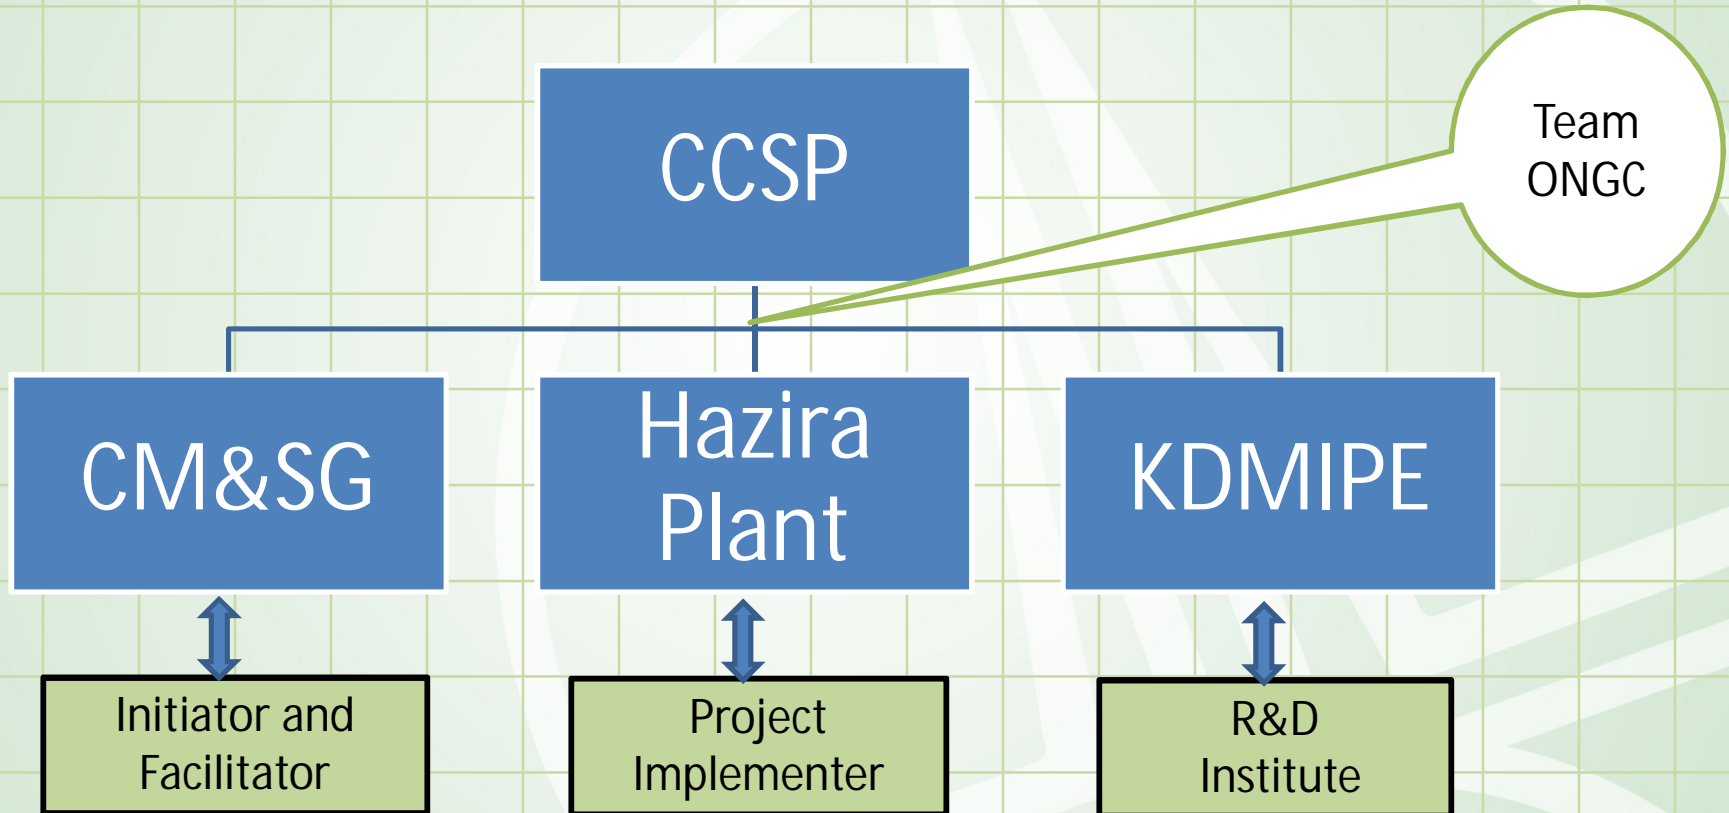 CCSP
Team
ONGC
CM&SG
Hazira
Plant
KDMIPE
Initiator and
Facilitator
Project
Implementer
R&D
Institute